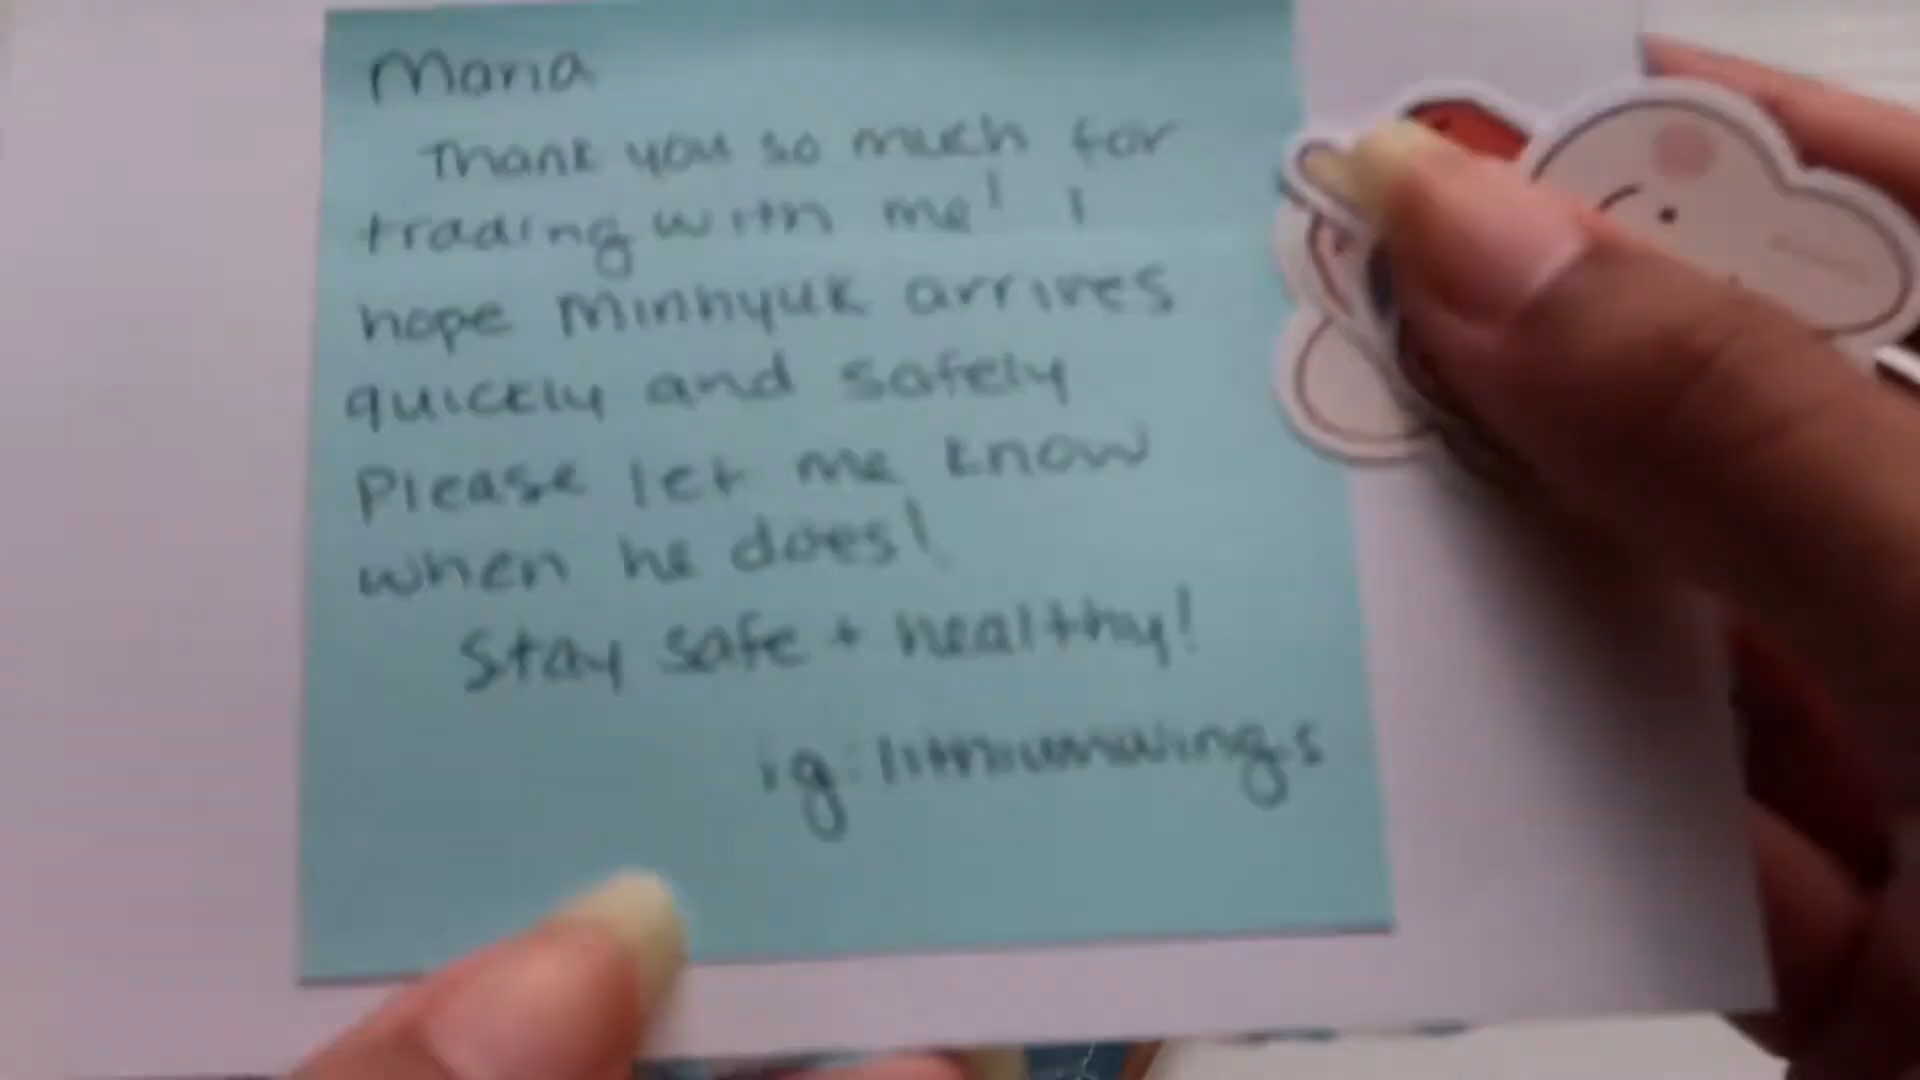 Maria
Thank you so much for
trading with me! I
hope Minhyuk arrives
quickly and safely
Please let me know
when he does!
Stay safe + healthy!
ig: lithiumwings